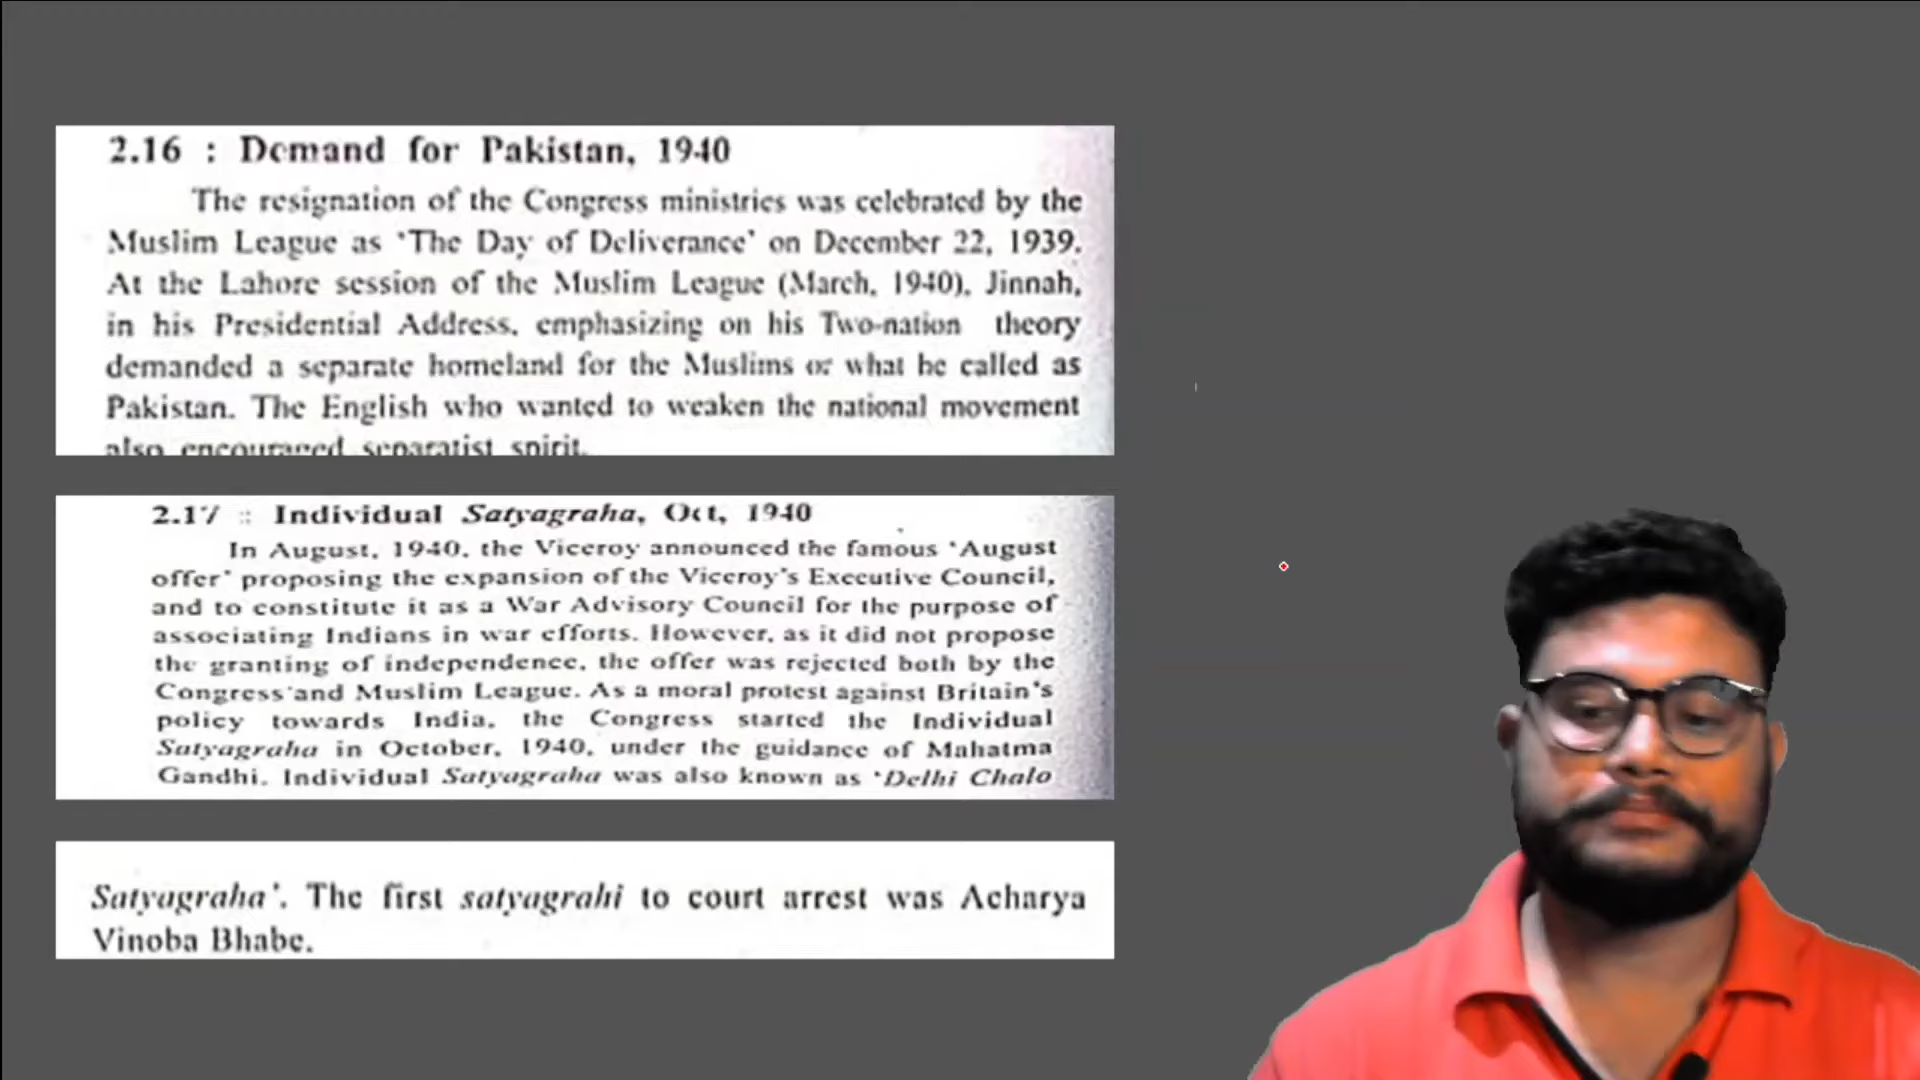 2.16 : Demand for Pakistan, 1940
The resignation of the Congress ministries was celebrated by the
Muslim League as 'The Day of Deliverance' on December 22, 1939.
At the Lahore session of the Muslim League (March, 1940), Jinnah,
in his Presidential Address, emphasizing on his Two-nation theory
demanded a separate homeland for the Muslims or what he called as
Pakistan. The English who wanted to weaken the national movement
also encouraged separatist spirit.
2.17 : Individual Satyagraha, Oct, 1940
In August, 1940, the Viceroy announced the famous 'August
offer' proposing the expansion of the Viceroy's Executive Council,
and to constitute it as a War Advisory Council for the purpose of
associating Indians in war efforts. However, as it did not propose
the granting of independence, the offer was rejected both by the
Congress and Muslim League. As a moral protest against Britain's
policy towards India, the Congress started the Individual
Satyagraha in October, 1940, under the guidance of Mahatma
Gandhi. Individual Satyagraha was also known as 'Delhi Chalo
Satyagraha'. The first satyagrahi to court arrest was Acharya
Vinoba Bhabe.